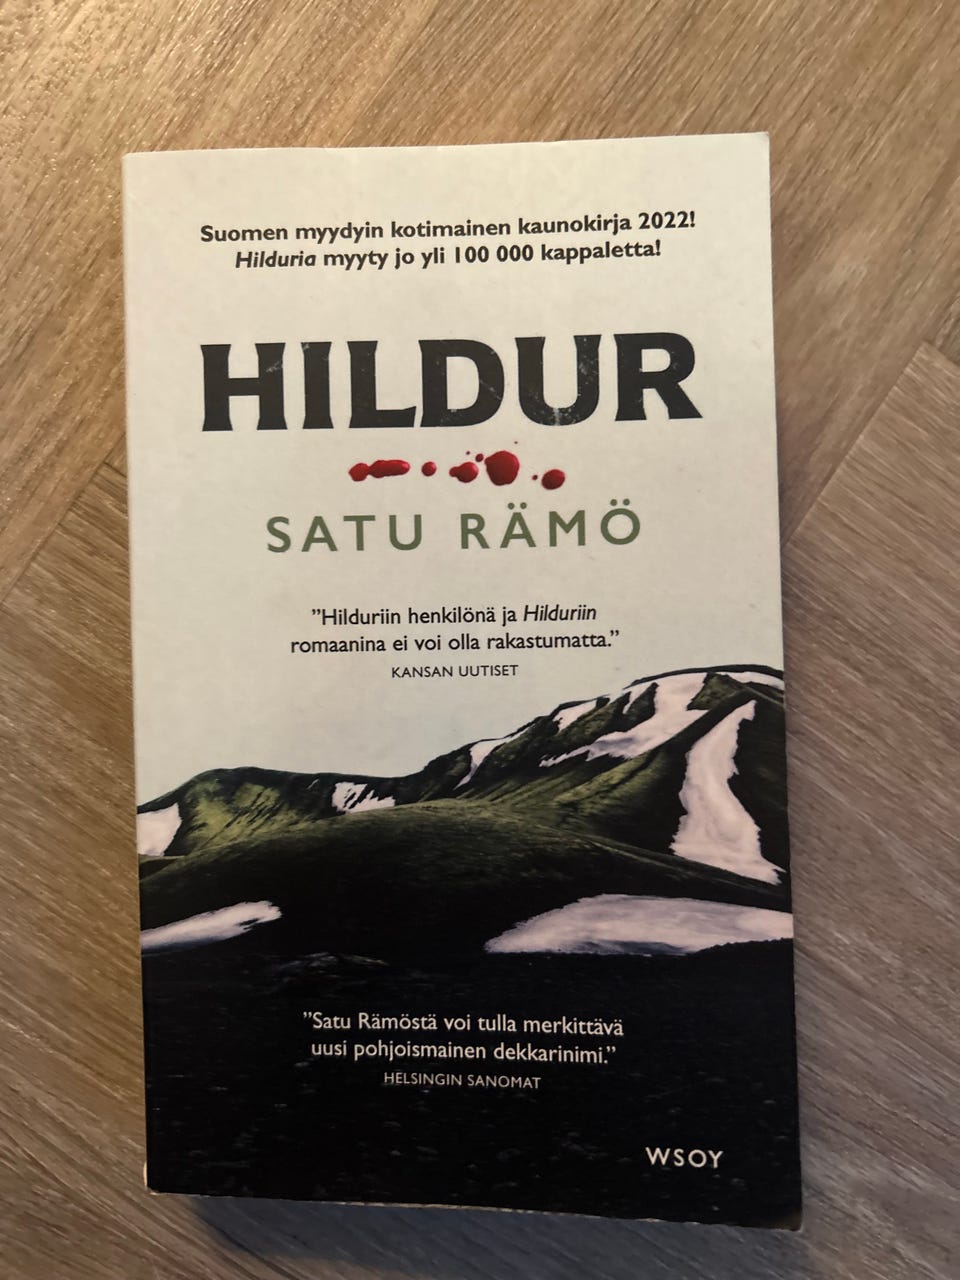 Suomen myydyin kotimainen kaunokirja 2022!
Hilduria myyty jo yli 100 000 kappaletta!
HILDUR
SATU RÄMÖ
”Hilduriin henkilönä ja Hilduriin
romaanina ei voi olla rakastumatta.”
KANSAN UUTISET
”Satu Rämöstä voi tulla merkittävä
uusi pohjoismainen dekkarinimi.”
HELSINGIN SANOMAT
WSOY